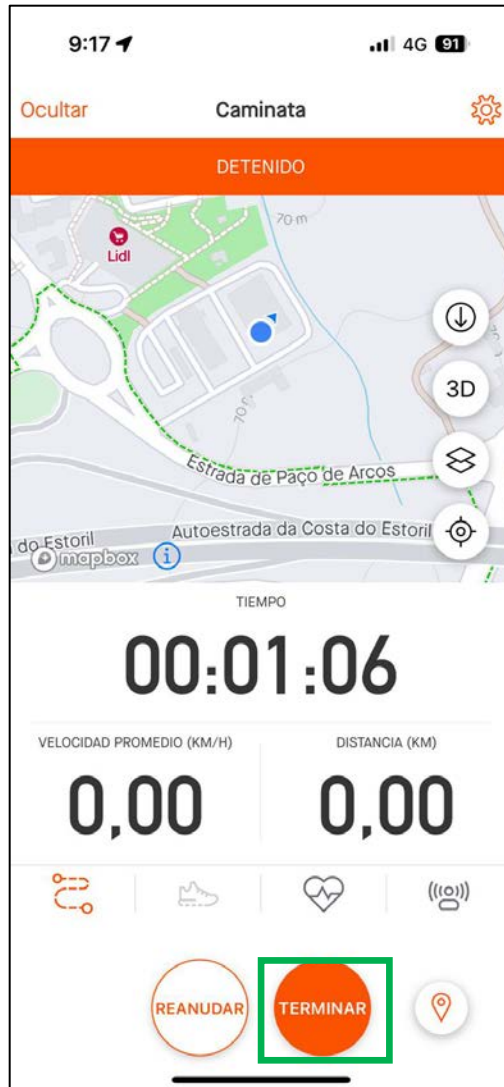 9:17 4G 91
Ocultar Caminata
DETENIDO
70 m
Lidl
3D
70 m
Estrada de Paço de Arcos
do Estoril Autoestrada da Costa do Estoril
mapbox i
TIEMPO
00:01:06
VELOCIDAD PROMEDIO (KM/H) DISTANCIA (KM)
0,00 0,00
REANUDAR TERMINAR